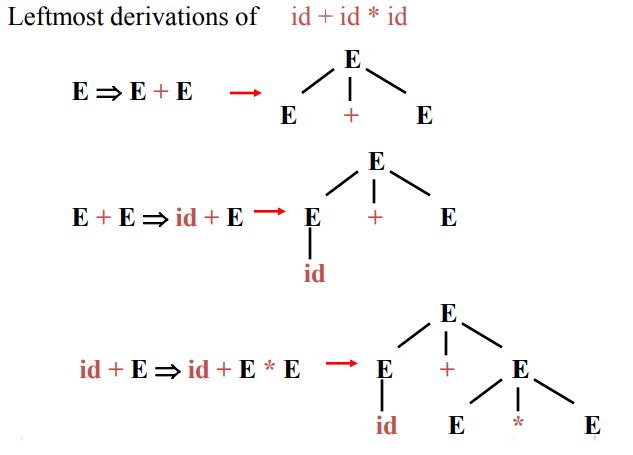 Leftmost derivations of id + id * id
E
E ⇒ E + E
E + E
E
E + E ⇒ id + E
E + E
id
E
id + E ⇒ id + E * E
E + E
id E * E